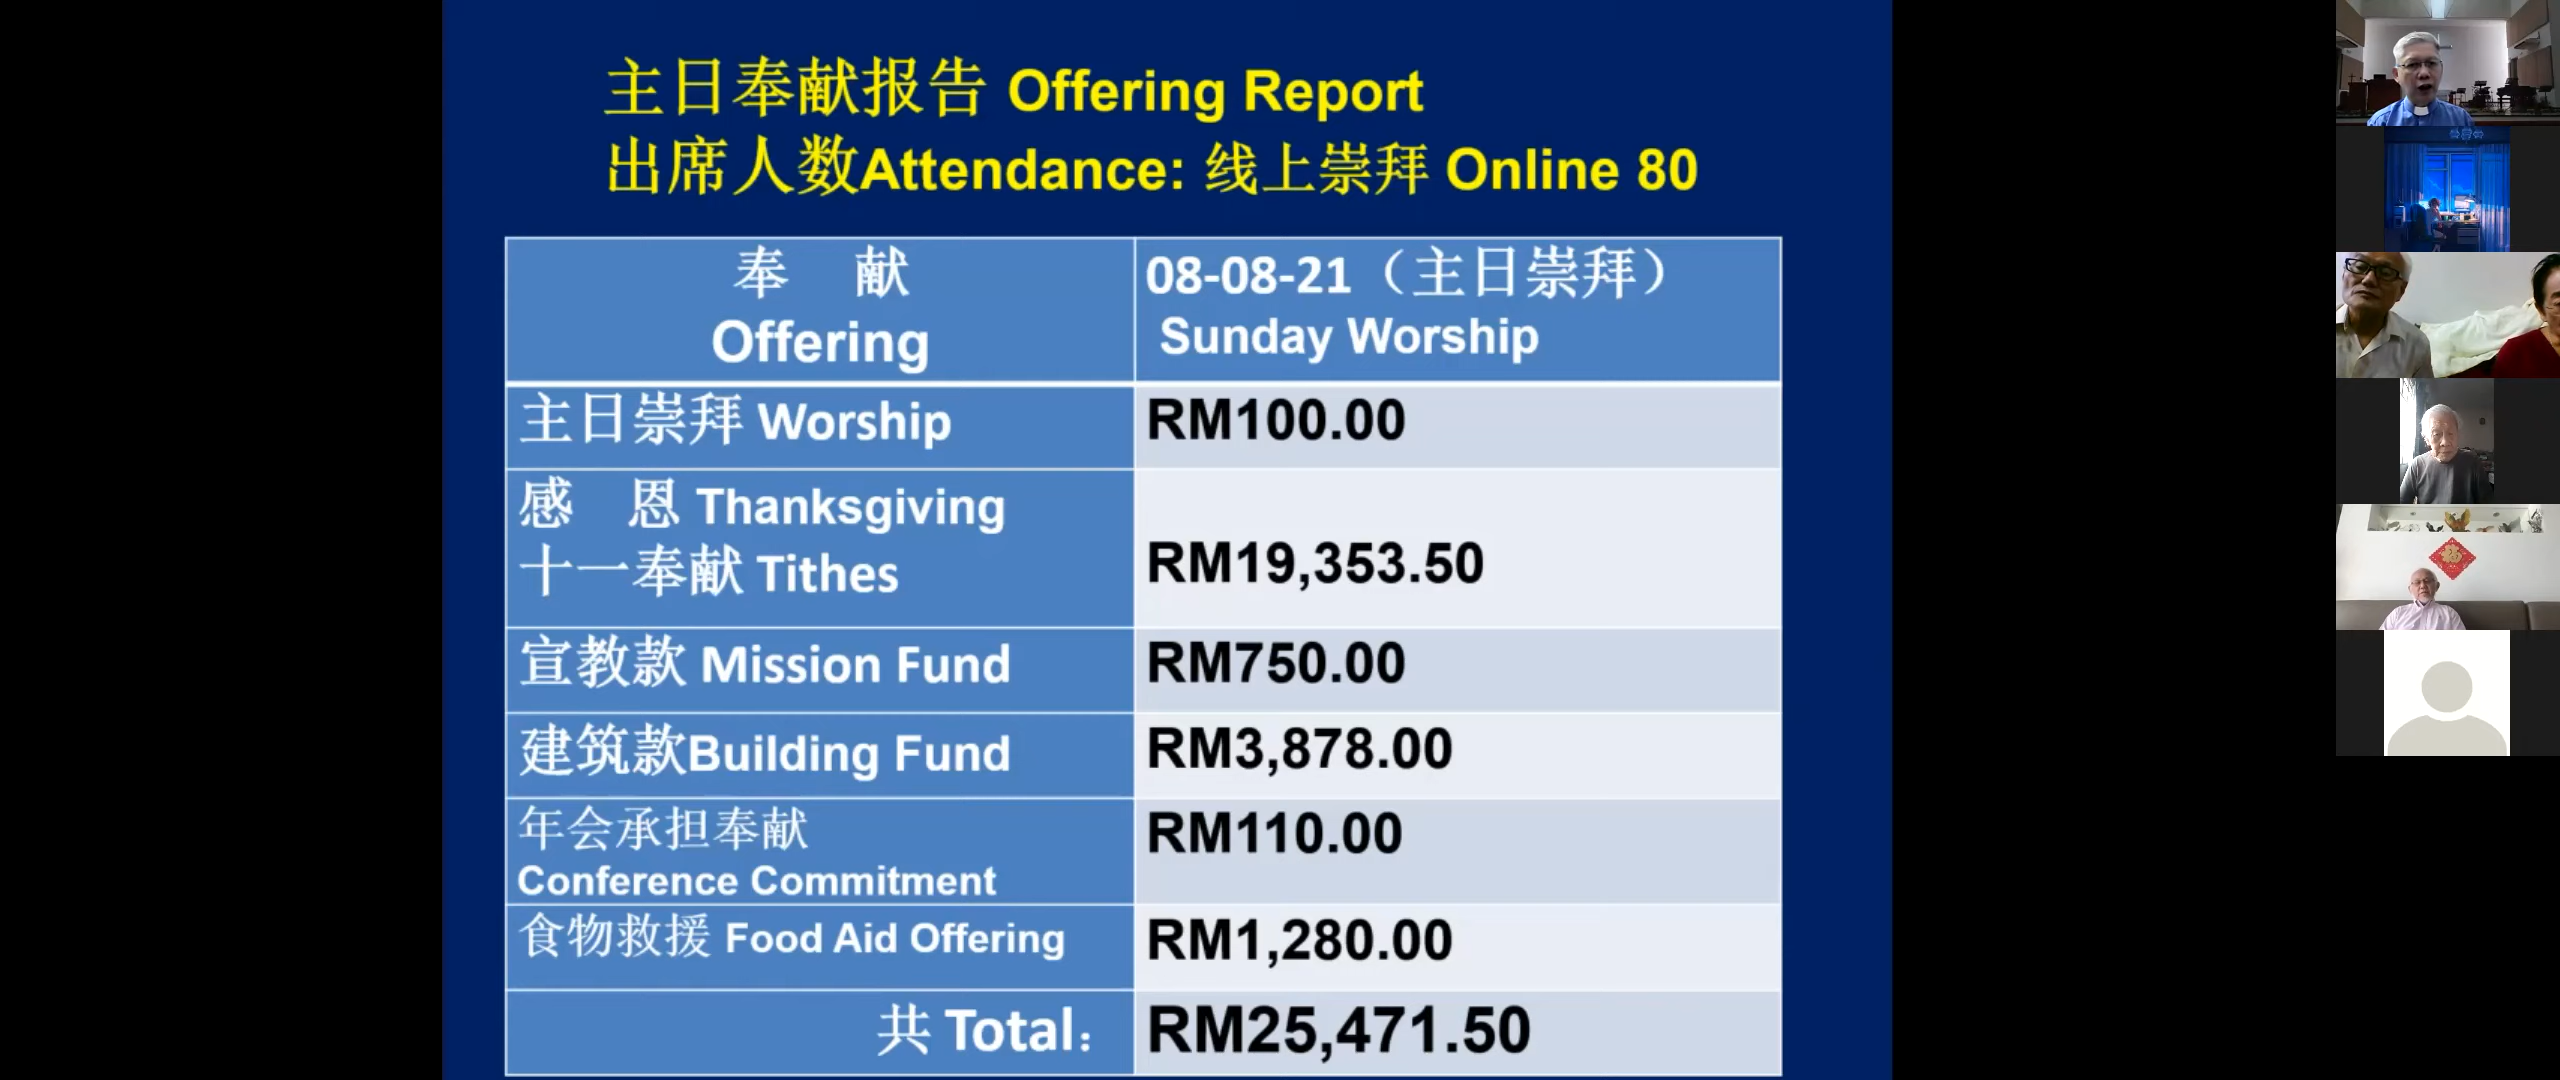 主日奉献报告 Offering Report
出席人数Attendance: 线上崇拜 Online 80
奉 献
Offering
08-08-21（主日崇拜）
Sunday Worship
主日崇拜 Worship
RM100.00
感 恩 Thanksgiving
十一奉献 Tithes
RM19,353.50
宣教款 Mission Fund
RM750.00
建筑款Building Fund
RM3,878.00
年会承担奉献
Conference Commitment
RM110.00
食物救援 Food Aid Offering
RM1,280.00
共 Total：
RM25,471.50
福